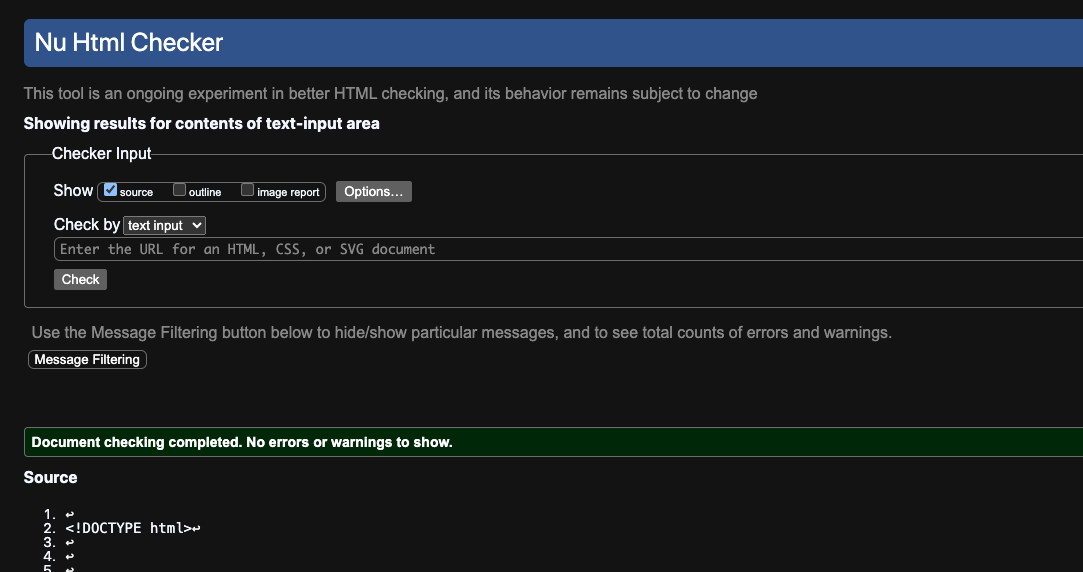 Nu Html Checker
This tool is an ongoing experiment in better HTML checking, and its behavior remains subject to change
Showing results for contents of text-input area
Checker Input
Show source outline image report Options...
Check by text input
Enter the URL for an HTML, CSS, or SVG document
Check
Use the Message Filtering button below to hide/show particular messages, and to see total counts of errors and warnings.
Message Filtering
Document checking completed. No errors or warnings to show.
Source
1. ↩
2. <!DOCTYPE html>↩
3. ↩
4. ↩
5. ↩